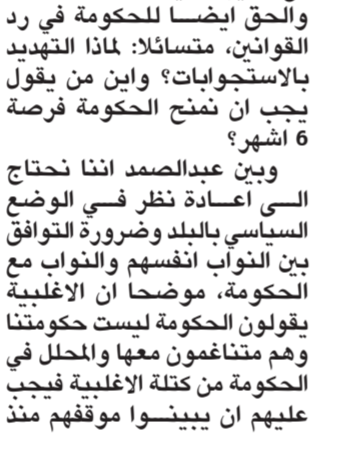 والحق ايضا للحكومة في رد
القوانين، متسائلا: لماذا التهديد
بالاستجوابات؟ واين من يقول
يجب ان نمنح الحكومة فرصة
6 اشهر؟
وبين عبدالصمد اننا نحتاج
الى اعادة نظر في الوضع
السياسي بالبلد وضرورة التوافق
بين النواب انفسهم والنواب مع
الحكومة، موضحا ان الاغلبية
يقولون الحكومة ليست حكومتنا
وهم متناغمون معها والمحلل في
الحكومة من كتلة الاغلبية فيجب
عليهم ان يبينوا موقفهم منذ